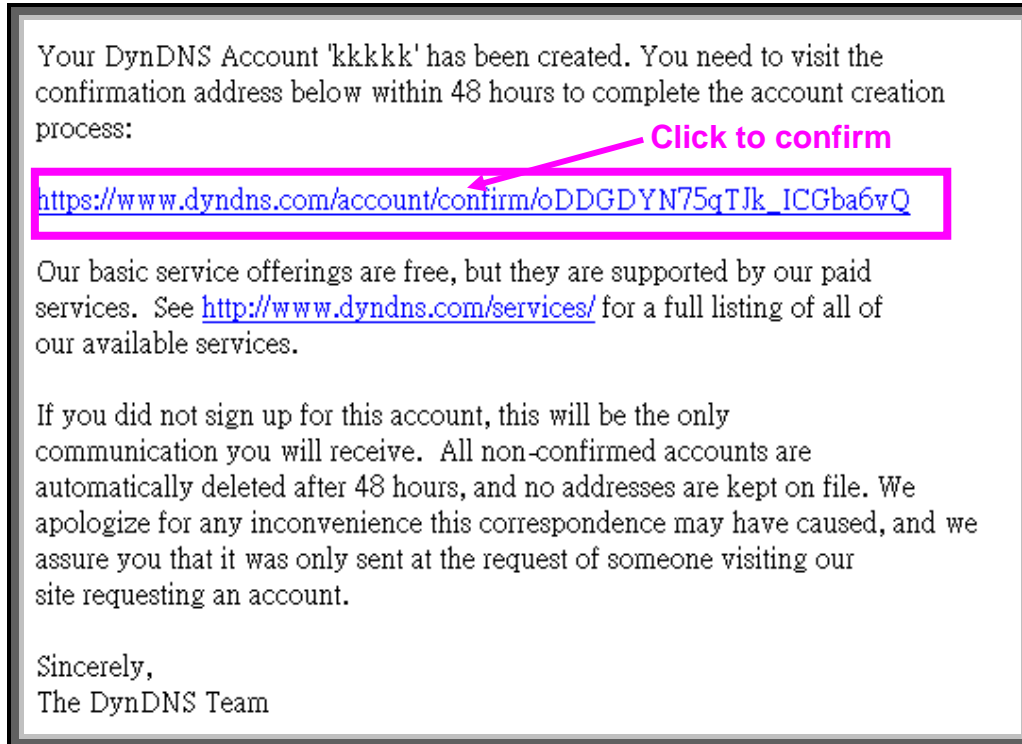 Your DynDNS Account 'kkkkk' has been created. You need to visit the
confirmation address below within 48 hours to complete the account creation
process:
Click to confirm
https://www.dyndns.com/account/confirm/oDDGDYN75qTJk_ICGba6vQ
Our basic service offerings are free, but they are supported by our paid
services.  See http://www.dyndns.com/services/ for a full listing of all of
our available services.
If you did not sign up for this account, this will be the only
communication you will receive.  All non-confirmed accounts are
automatically deleted after 48 hours, and no addresses are kept on file. We
apologize for any inconvenience this correspondence may have caused, and we
assure you that it was only sent at the request of someone visiting our
site requesting an account.
Sincerely,
The DynDNS Team